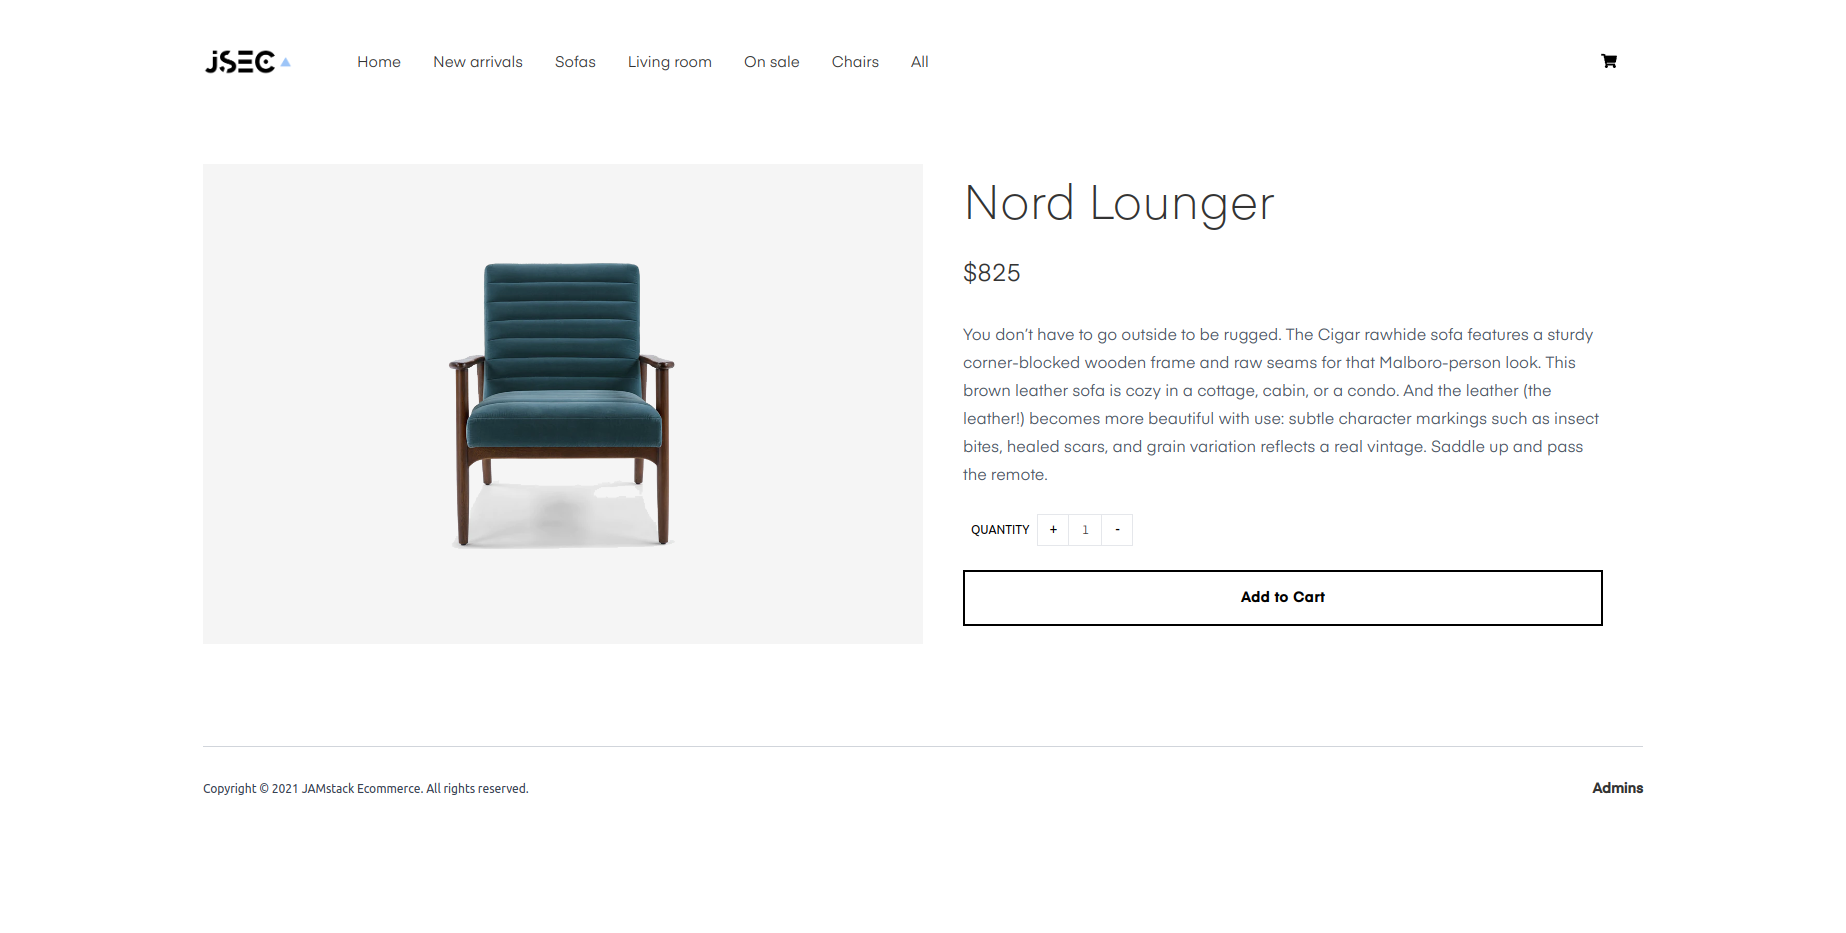 JSEC
Home New arrivals Sofas Living room On sale Chairs All
Nord Lounger
$825
You don’t have to go outside to be rugged. The Cigar rawhide sofa features a sturdy
corner-blocked wooden frame and raw seams for that Malboro-person look. This
brown leather sofa is cozy in a cottage, cabin, or a condo. And the leather (the
leather!) becomes more beautiful with use: subtle character markings such as insect
bites, healed scars, and grain variation reflects a real vintage. Saddle up and pass
the remote.
QUANTITY + 1 -
Add to Cart
Copyright © 2021 JAMstack Ecommerce. All rights reserved.
Admins